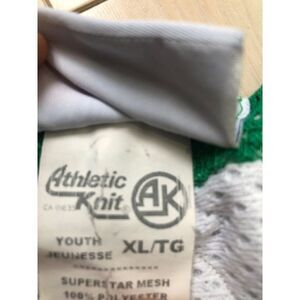 Athletic
Knit
AK
YOUTH
JEUNESSE
XL/TG
SUPERSTAR MESH
100% POLYESTER